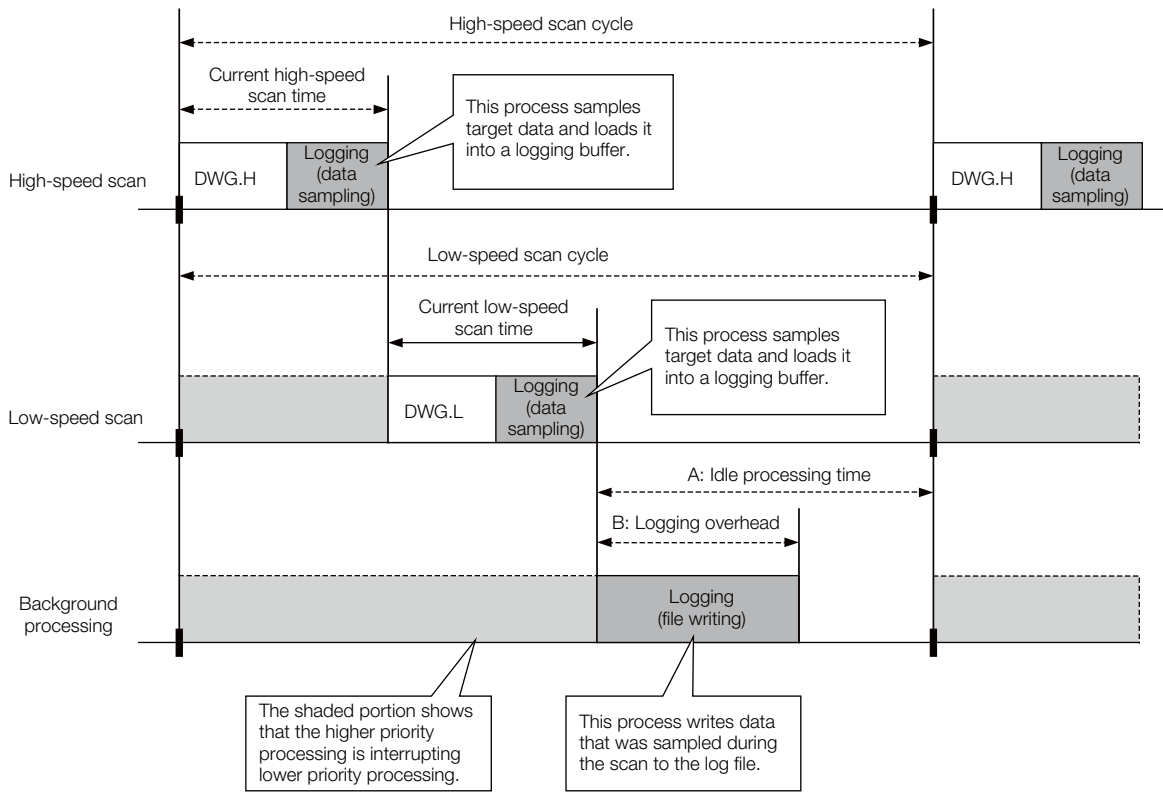 High-speed scan cycle
Current high-speed
scan time
This process samples
target data and loads it
into a logging buffer.
High-speed scan
DWG.H
Logging
(data
sampling)
DWG.H
Logging
(data
sampling)
Low-speed scan cycle
Current low-speed
scan time
This process samples
target data and loads it
into a logging buffer.
Low-speed scan
DWG.L
Logging
(data
sampling)
A: Idle processing time
B: Logging overhead
Background
processing
Logging
(file writing)
The shaded portion shows
that the higher priority
processing is interrupting
lower priority processing.
This process writes data
that was sampled during
the scan to the log file.